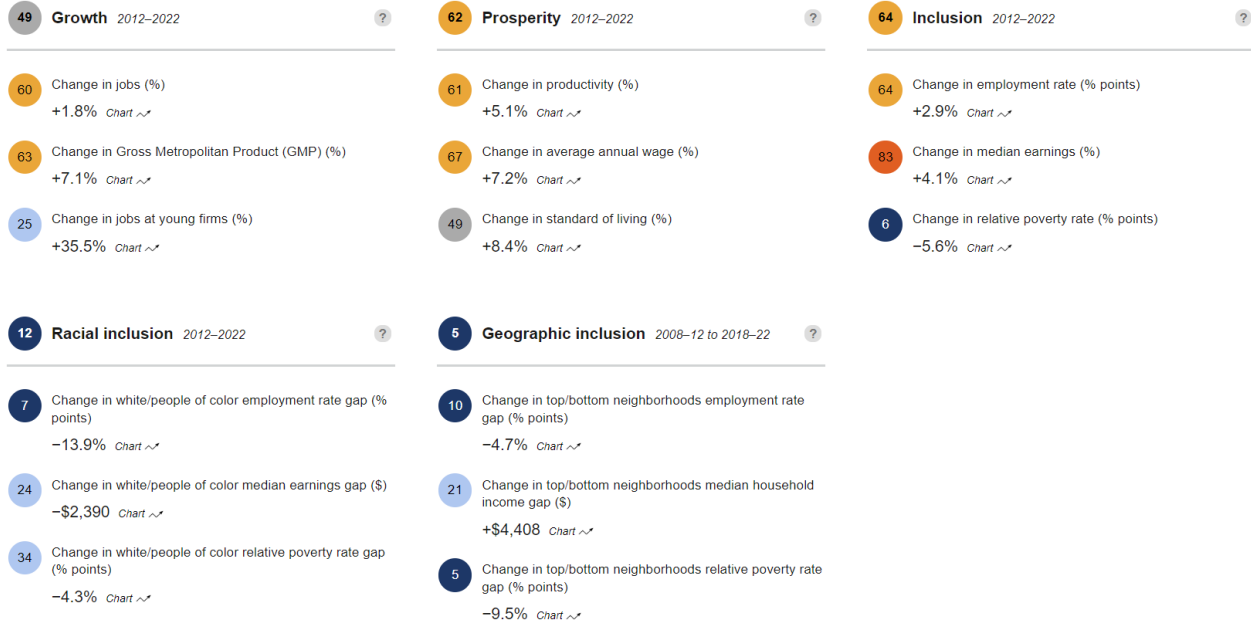 49 Growth 2012–2022 ?
60 Change in jobs (%)
+1.8% Chart
63 Change in Gross Metropolitan Product (GMP) (%)
+7.1% Chart
25 Change in jobs at young firms (%)
+35.5% Chart
62 Prosperity 2012–2022 ?
61 Change in productivity (%)
+5.1% Chart
67 Change in average annual wage (%)
+7.2% Chart
49 Change in standard of living (%)
+8.4% Chart
64 Inclusion 2012–2022 ?
64 Change in employment rate (% points)
+2.9% Chart
83 Change in median earnings (%)
+4.1% Chart
6 Change in relative poverty rate (% points)
−5.6% Chart
12 Racial inclusion 2012–2022 ?
7 Change in white/people of color employment rate gap (%
points)
−13.9% Chart
24 Change in white/people of color median earnings gap ($)
−$2,390 Chart
34 Change in white/people of color relative poverty rate gap
(% points)
−4.3% Chart
5 Geographic inclusion 2008–12 to 2018–22 ?
10 Change in top/bottom neighborhoods employment rate
gap (% points)
−4.7% Chart
21 Change in top/bottom neighborhoods median household
income gap ($)
+$4,408 Chart
5 Change in top/bottom neighborhoods relative poverty rate
gap (% points)
−9.5% Chart